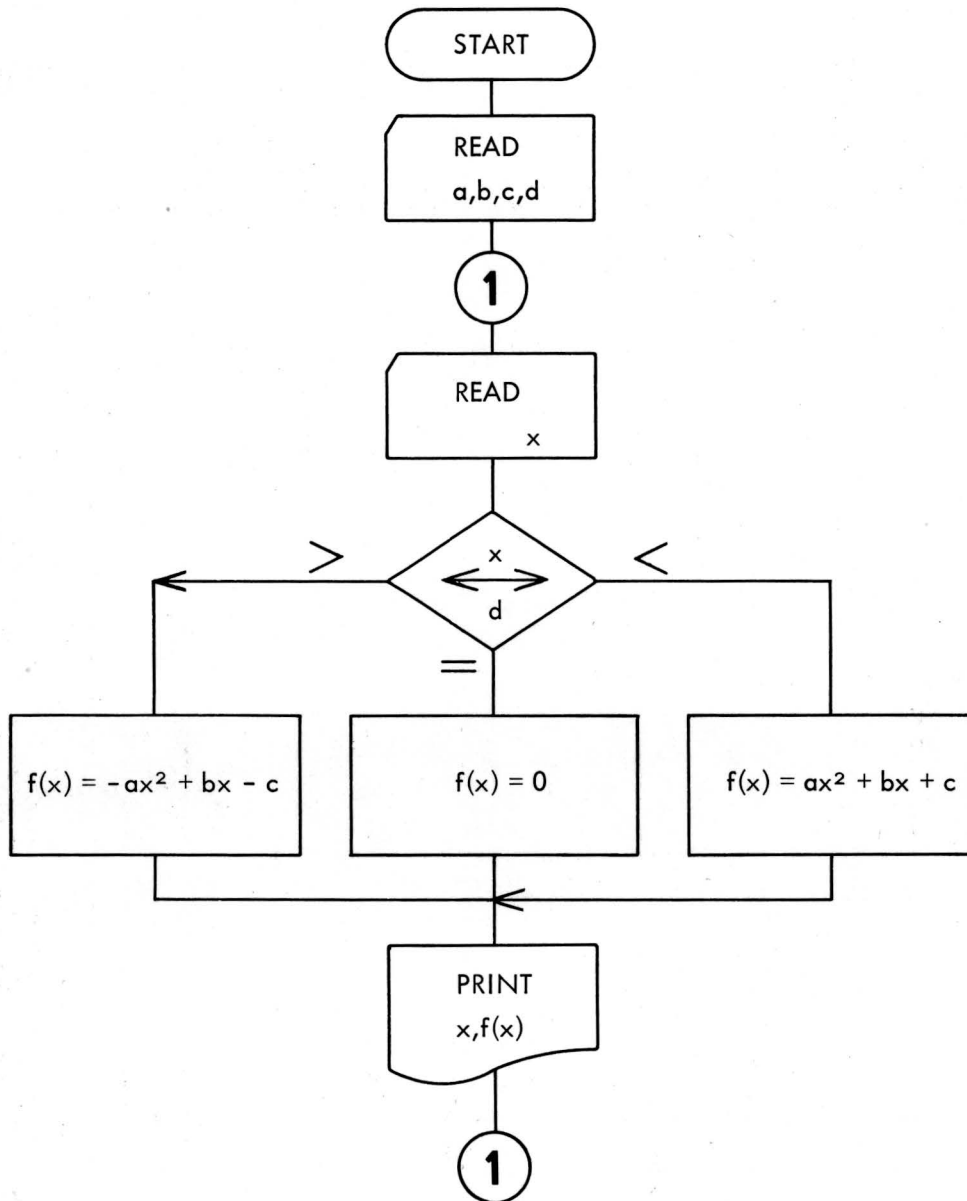 START
READ
a,b,c,d
1
READ
x
>
x
<
d
=
f(x) = -ax² + bx - c
f(x) = 0
f(x) = ax² + bx + c
PRINT
x,f(x)
1